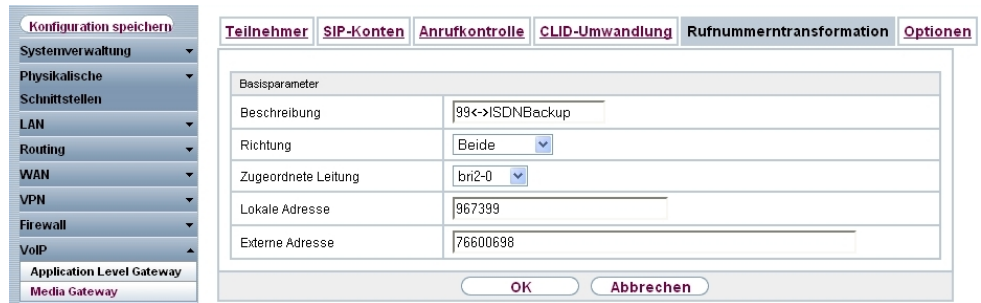 Konfiguration speichern
Systemverwaltung
Physikalische
Schnittstellen
LAN
Routing
WAN
VPN
Firewall
VoIP
Application Level Gateway
Media Gateway
Teilnehmer SIP-Konten Anrufkontrolle CLID-Umwandlung Rufnummerntransformation Optionen
Basisparameter
Beschreibung 99<->ISDNBackup
Richtung Beide
Zugeordnete Leitung bri2-0
Lokale Adresse 967399
Externe Adresse 76600698
OK Abbrechen